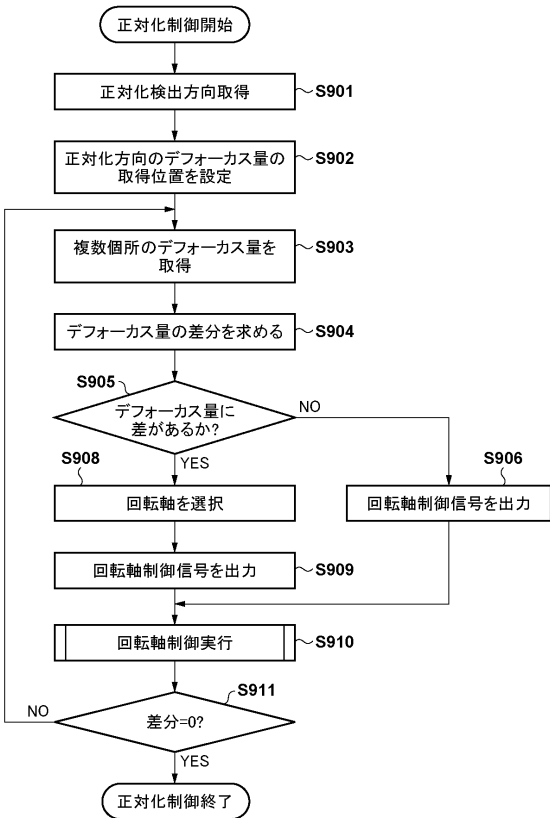 正対化制御開始
正対化検出方向取得
S901
正対化方向のデフォーカス量の
取得位置を設定
S902
複数個所のデフォーカス量を
取得
S903
デフォーカス量の差分を求める
S904
S905
デフォーカス量に
差があるか?
NO
YES
S908
回転軸を選択
S906
回転軸制御信号を出力
回転軸制御信号を出力
S909
回転軸制御実行
S910
S911
差分=0?
NO
YES
正対化制御終了